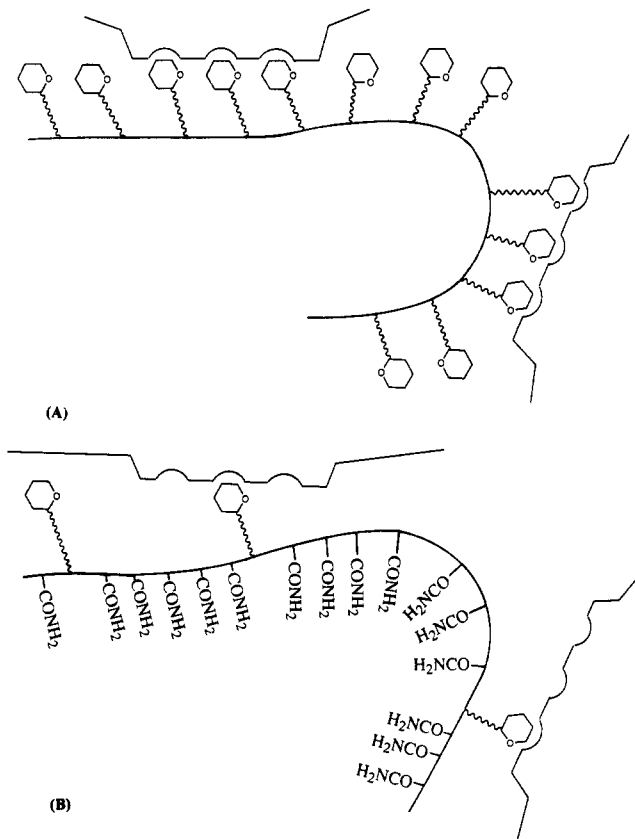 O O O O O O O O
O
O
O
O O
(A)
O O
CONH₂ CONH₂ CONH₂ CONH₂ CONH₂ CONH₂ CONH₂ CONH₂ CONH₂ CONH₂
H₂NCO
H₂NCO
H₂NCO
O
H₂NCO
H₂NCO
H₂NCO
(B)